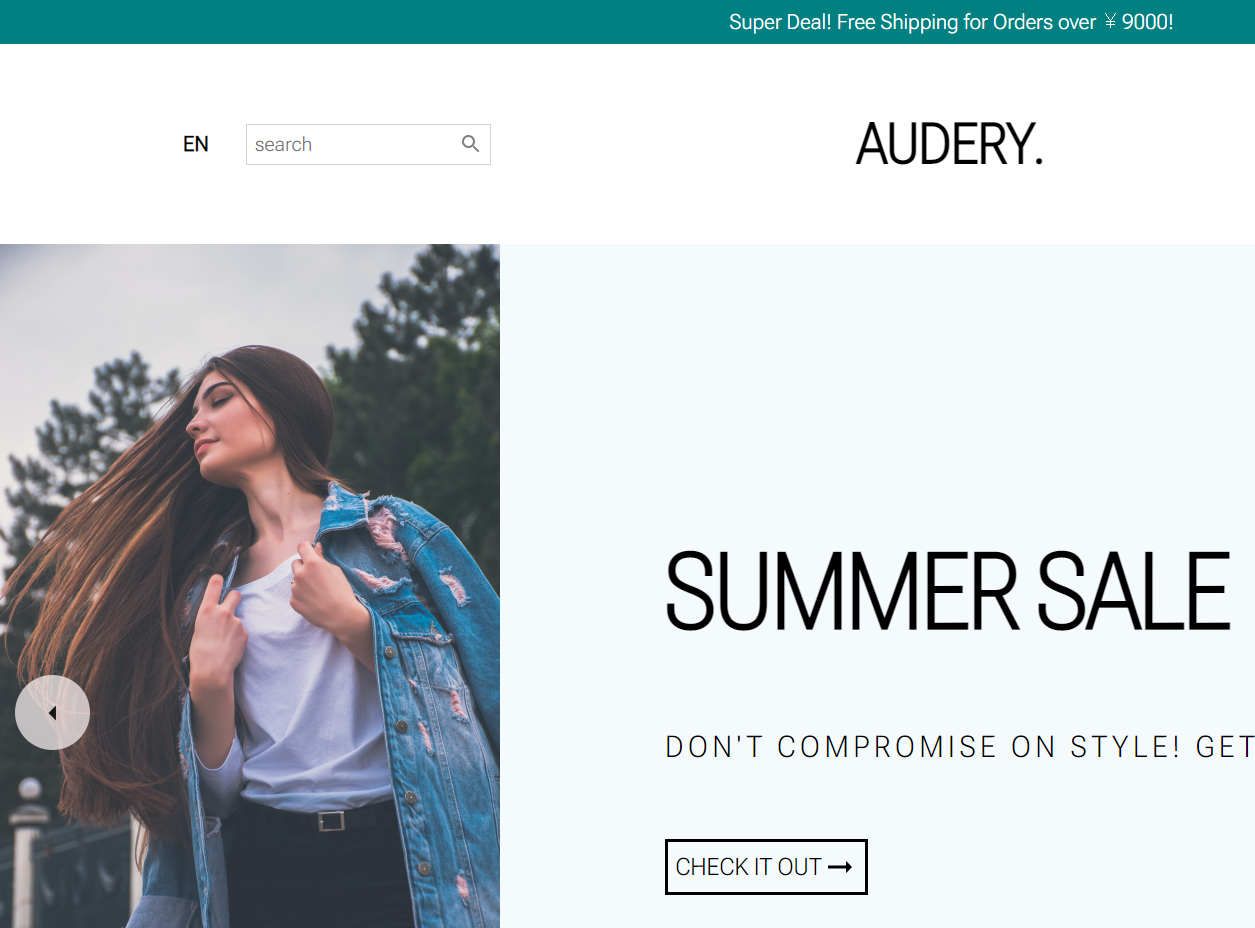 Super Deal! Free Shipping for Orders over ¥ 9000!
EN
search
AUDERY.
SUMMER SALE
DON'T COMPROMISE ON STYLE! GET
CHECK IT OUT